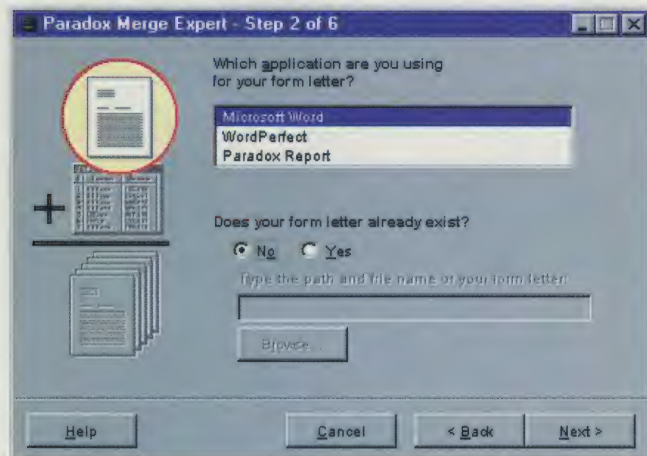 Paradox Merge Expert - Step 2 of 6
Which application are you using
for your form letter?
Microsoft Word
WordPerfect
Paradox Report
Does your form letter already exist?
No Yes
Type the path and file name of your form letter:
Browse...
Help Cancel < Back Next >